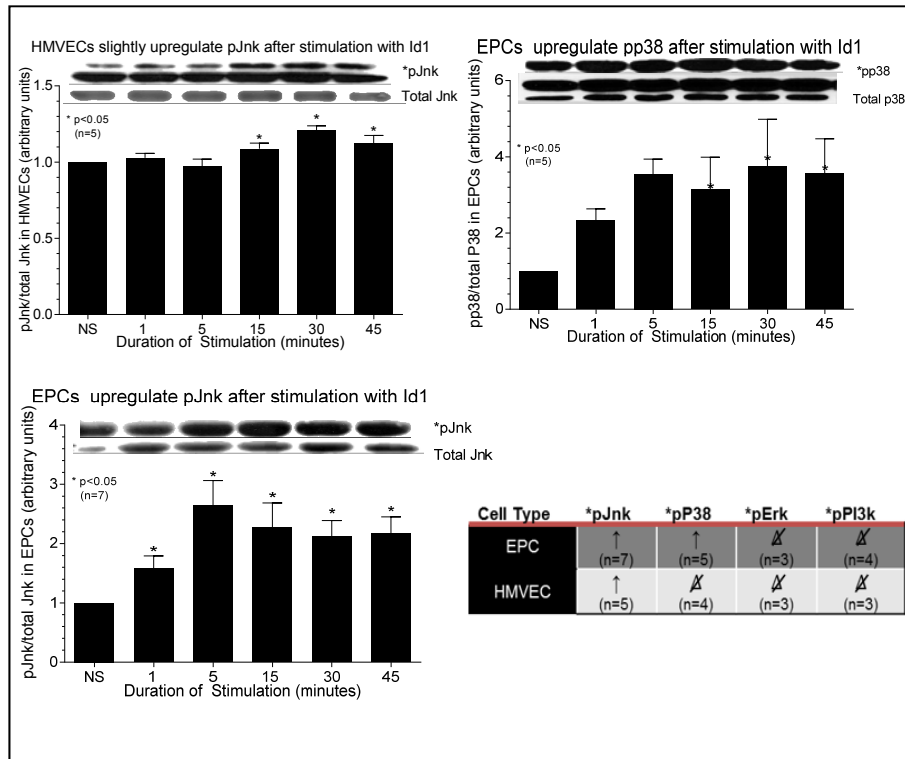 HMVECs slightly upregulate pJnk after stimulation with Id1
*pJnk
Total Jnk
pJnk/total Jnk in HMVECs (arbitrary units)
1.5
1.0
0.5
0.0
* p<0.05
(n=5)
* * *
NS 1 5 15 30 45
Duration of Stimulation (minutes)
EPCs upregulate pp38 after stimulation with Id1
*pp38
Total p38
pp38/total P38 in EPCs (arbitrary units)
6
4
2
0
* p<0.05
(n=5)
* * *
NS 1 5 15 30 45
Duration of Stimulation (minutes)
EPCs upregulate pJnk after stimulation with Id1
*pJnk
Total Jnk
pJnk/total Jnk in EPCs (arbitrary units)
4
3
2
1
0
* p<0.05
(n=7)
* * * * *
NS 1 5 15 30 45
Duration of Stimulation (minutes)
Cell Type *pJnk *pP38 *pErk *pPI3k
EPC ↑ ↑ Δ̸ Δ̸
(n=7) (n=5) (n=3) (n=4)
HMVEC ↑ Δ̸ Δ̸ Δ̸
(n=5) (n=4) (n=3) (n=3)